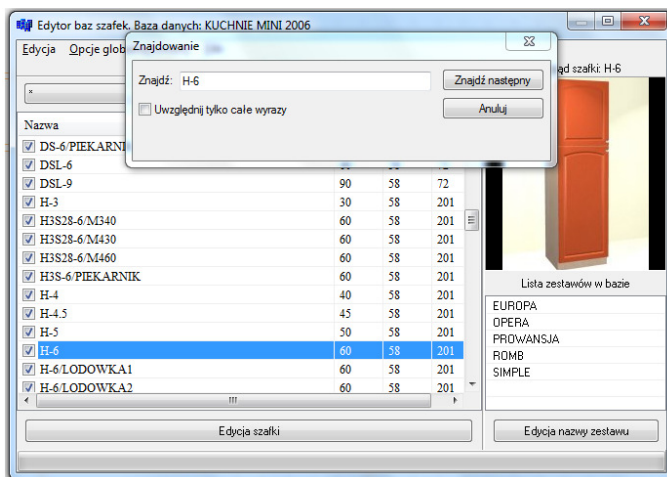 Edytor baz szafek. Baza danych: KUCHNIE MINI 2006
Edycja Opcje glob
Znajdowanie
Znajdź: H-6
Znajdź następny
Uwzględnij tylko całe wyrazy
Anuluj
ąd szafki: H-6
*
Nazwa
DS-6/PIEKARNI
DSL-6
DSL-9 90 58 72
H-3 30 58 201
H3S28-6/M340 60 58 201
H3S28-6/M430 60 58 201
H3S28-6/M460 60 58 201
H3S-6/PIEKARNIK 60 58 201
H-4 40 58 201
H-4.5 45 58 201
H-5 50 58 201
H-6 60 58 201
H-6/LODOWKA1 60 58 201
H-6/LODOWKA2 60 58 201
Lista zestawów w bazie
EUROPA
OPERA
PROWANSJA
ROMB
SIMPLE
Edycja szafki
Edycja nazwy zestawu